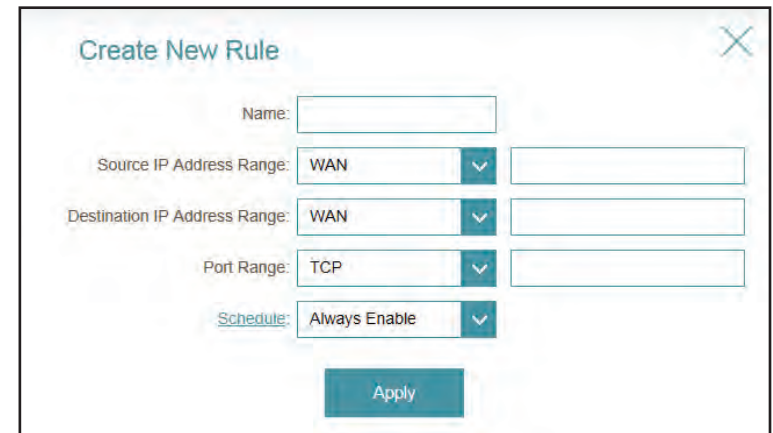 Create New Rule
Name:
Source IP Address Range: WAN
Destination IP Address Range: WAN
Port Range: TCP
Schedule: Always Enable
Apply